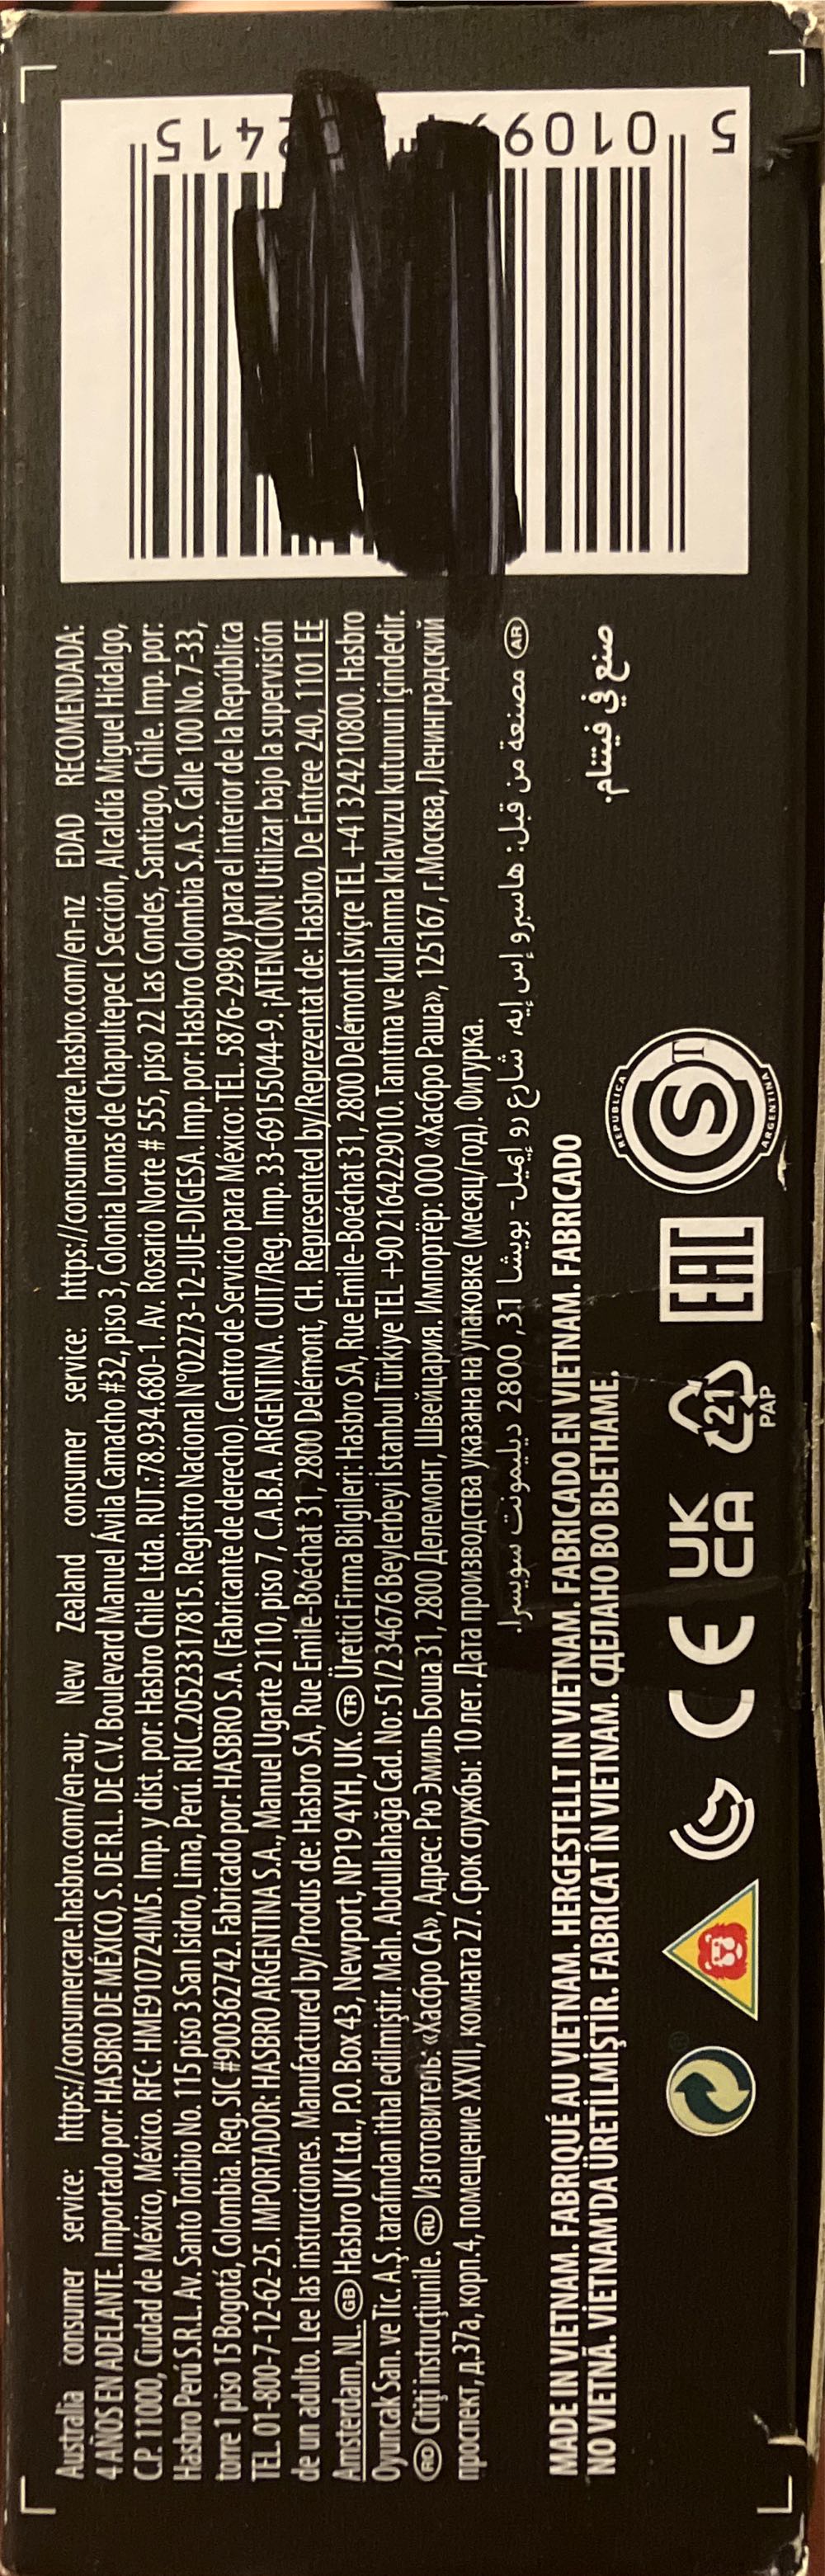 Australia consumer service: https://consumercare.hasbro.com/en-au; New Zealand consumer service: https://consumercare.hasbro.com/en-nz EDAD RECOMENDADA:
4 AÑOS EN ADELANTE. Importado por: HASBRO DE MÉXICO, S. DE R.L. DE C.V. Boulevard Manuel Ávila Camacho #32, piso 3, Colonia Lomas de Chapultepec I Sección, Alcaldía Miguel Hidalgo,
C.P. 11000, Ciudad de México, México. RFC: HME910724IM5. Imp. y dist. por: Hasbro Chile Ltda. RUT.:78.934.680-1. Av. Rosario Norte # 555, piso 22 Las Condes, Santiago, Chile. Imp. por:
Hasbro Perú S.R.L. Av. Santo Toribio No. 115 piso 3 San Isidro, Lima, Perú. RUC.20523317815. Registro Nacional N°02273-12-JUE-DIGESA. Imp. por: Hasbro Colombia S.A.S. Calle 100 No. 7-33,
torre 1 piso 15 Bogotá, Colombia. Reg. SIC #900362742. Fabricado por: HASBRO S.A. (Fabricante de derecho). Centro de Servicio para México: TEL. 5876-2998 y para el interior de la República
TEL. 01-800-7-12-62-25. IMPORTADOR: HASBRO ARGENTINA S.A., Manuel Ugarte 2110, piso 7, C.A.B.A. ARGENTINA. CUIT/Reg. Imp. 33-69155044-9. ¡ATENCIÓN! Utilizar bajo la supervisión
de un adulto. Lee las instrucciones. Manufactured by/Produs de: Hasbro SA, Rue Emile-Boéchat 31, 2800 Delémont, CH. Represented by/Reprezentat de: Hasbro, De Entree 240, 1101 EE
Amsterdam, NL. GB Hasbro UK Ltd., P.O. Box 43, Newport, NP19 4YH, UK. TR Üretici Firma Bilgileri: Hasbro SA, Rue Emile-Boéchat 31, 2800 Delémont İsviçre TEL +41 324210800. Hasbro
Oyuncak San. ve Tic. A.Ş. tarafından ithal edilmiştir. Mah. Abdullahağa Cad. No:51/2 34676 Beylerbeyi İstanbul Türkiye TEL +90 2164229010. Tanıtma ve kullanma kılavuzu kutunun içindedir.
RO Citiţi instrucţiunile. RU Изготовитель: «Хасбро СА», Адрес: Рю Эмиль Боша 31, 2800 Делемонт, Швейцария. Импортёр: ООО «Хасбро Раша», 125167, г. Москва, Ленинградский
проспект, д.37а, корп.4, помещение XXVII, комната 27. Срок службы: 10 лет. Дата производства указана на упаковке (месяц/год). Фигурка.
AR مصنعة من قبل: هاسبرو إس إيه، شارع رو إميل- بويشا 31, 2800 ديليمونت سويسرا.
MADE IN VIETNAM. FABRIQUÉ AU VIETNAM. HERGESTELLT IN VIETNAM. FABRICADO EN VIETNAM. FABRICADO
NO VIETNÃ. VİETNAM'DA ÜRETİLMİŞTİR. FABRICAT ÎN VIETNAM. СДЕЛАНО ВО ВЬЕТНАМЕ.
صنع في فيتنام.
CE UK CA 21 PAP EAC REPUBLICA S T ARGENTINA
5 0109 2415